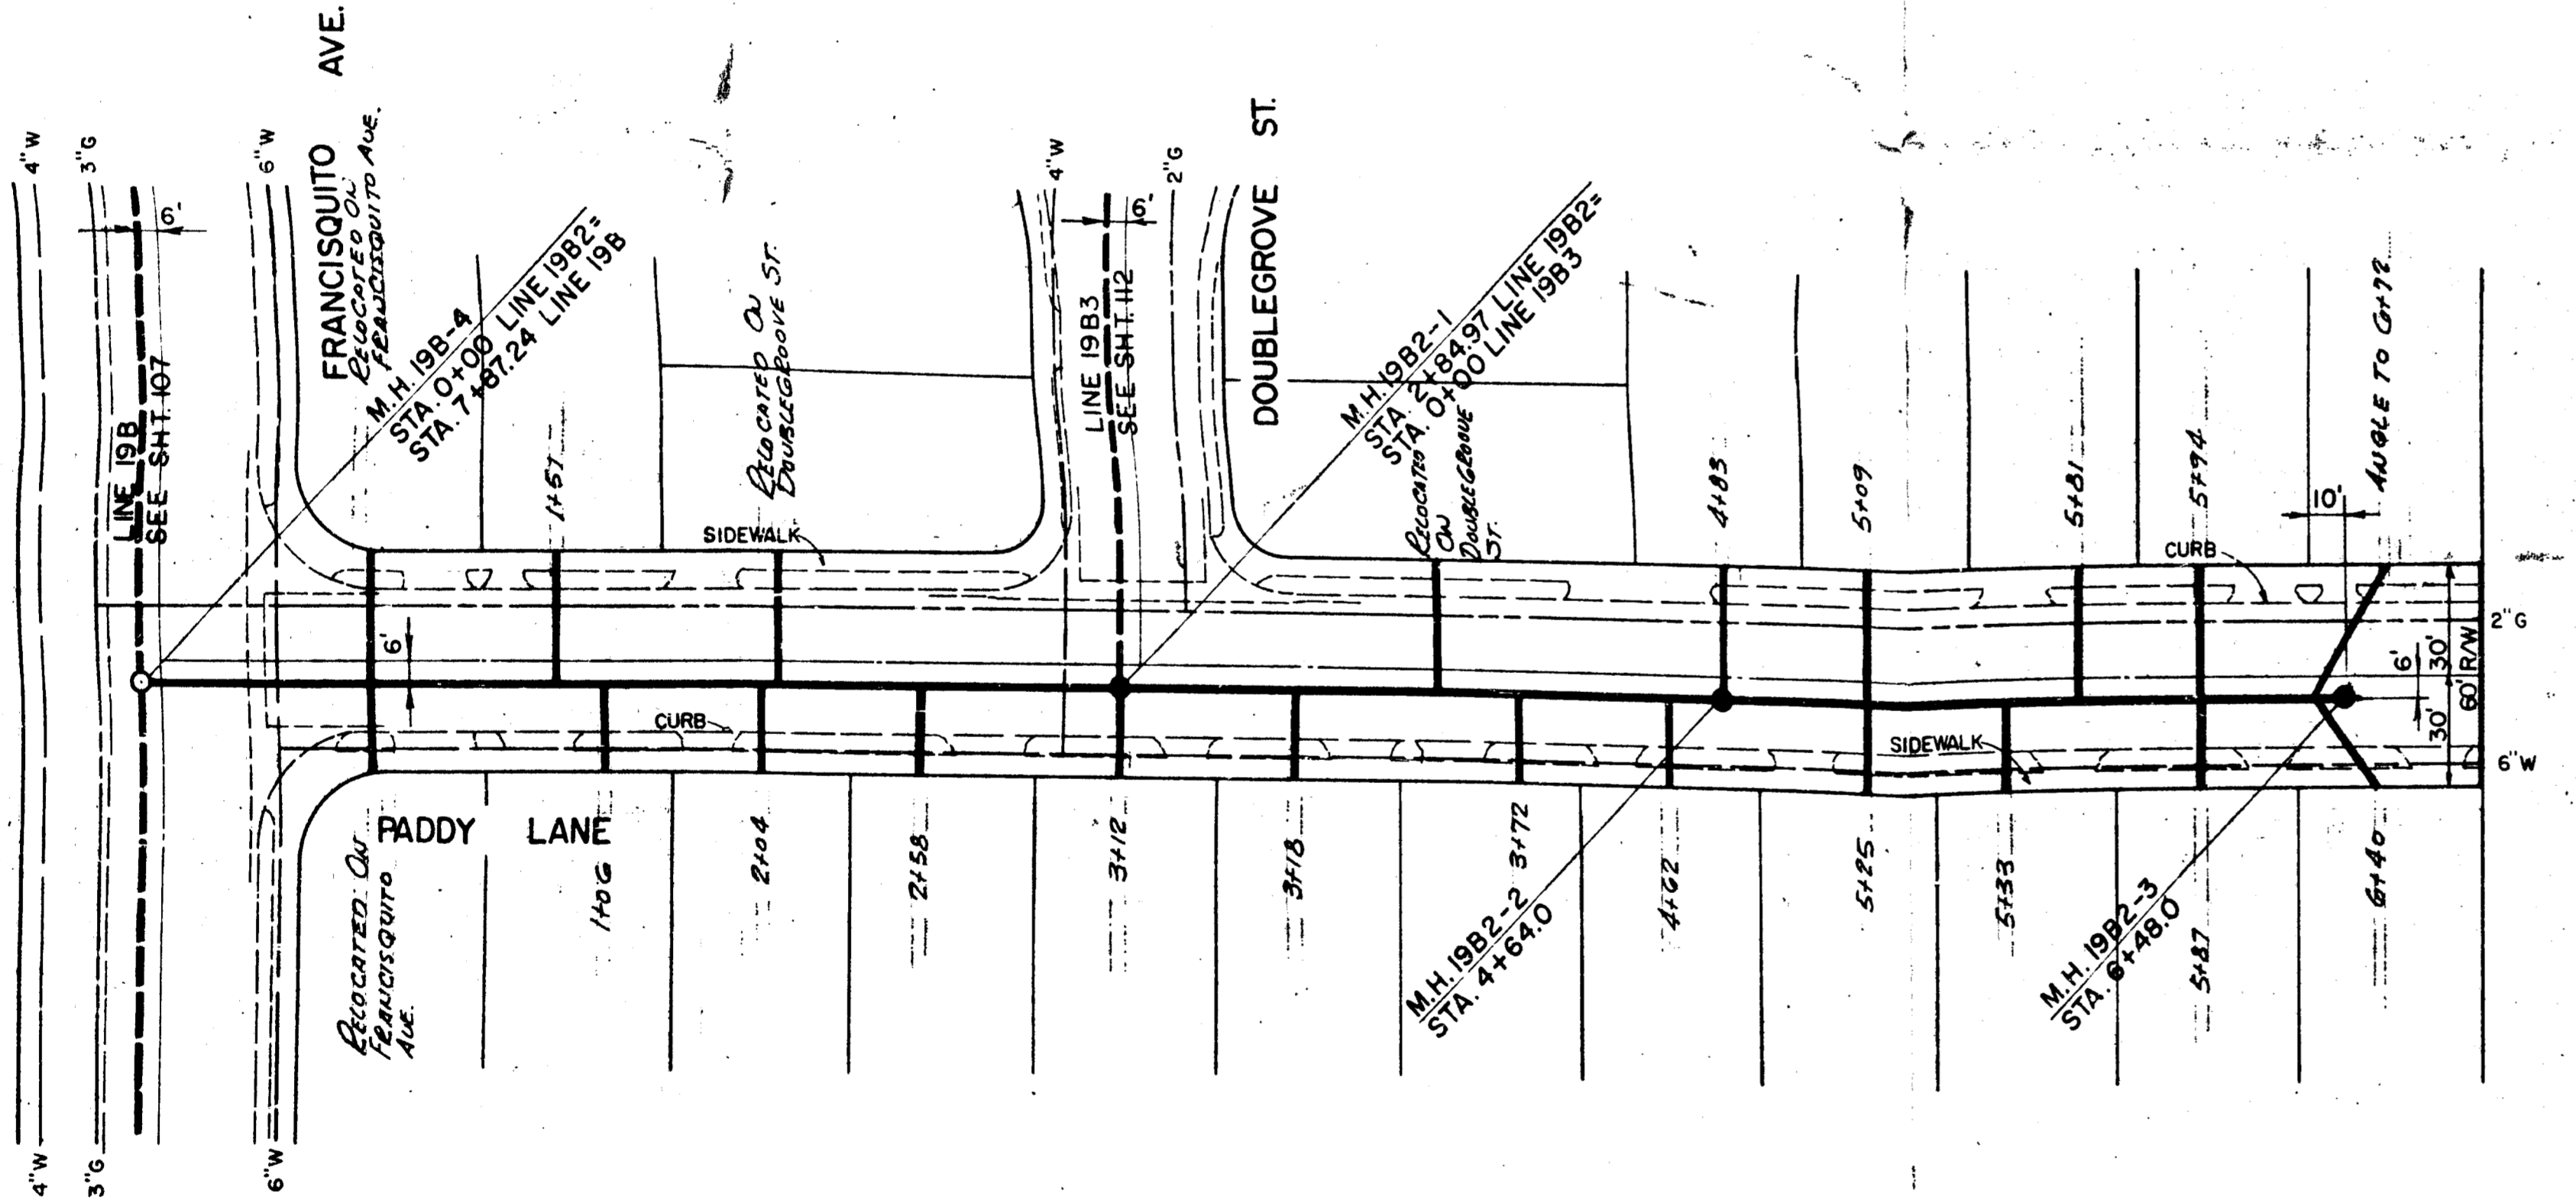 4"W
3"G
6"W
FRANCISQUITO AVE.
RELOCATED ON
FRANCISQUITO AVE.
6'
LINE 19B
SEE SHT. 107
M.H. 19B-4
STA. 0+00 LINE 19B2=
STA. 7+87.24 LINE 19B
1+57
RELOCATED ON
DOUBLEGROOVE ST.
SIDEWALK
4"W
6'
2"G
LINE 19B3
SEE SHT. 112
DOUBLEGROVE ST.
M.H. 19B2-1
STA. 2+84.97 LINE 19B2=
STA. 0+00 LINE 19B3
RELOCATED
ON
DOUBLEGROOVE
ST.
4+83
5+09
5+81
5+94
ANGLE TO 6+72
10'
CURB
2"G
6'
30'
60' R/W
30'
6"W
6'
CURB
SIDEWALK
PADDY LANE
RELOCATED ON
FRANCISQUITO
AVE.
1+06
2+04
2+58
3+12
3+18
3+72
4+62
5+25
5+33
5+87
6+40
M.H. 19B2-2
STA. 4+64.0
M.H. 19B2-3
STA. 6+48.0
4"W
3"G
6"W